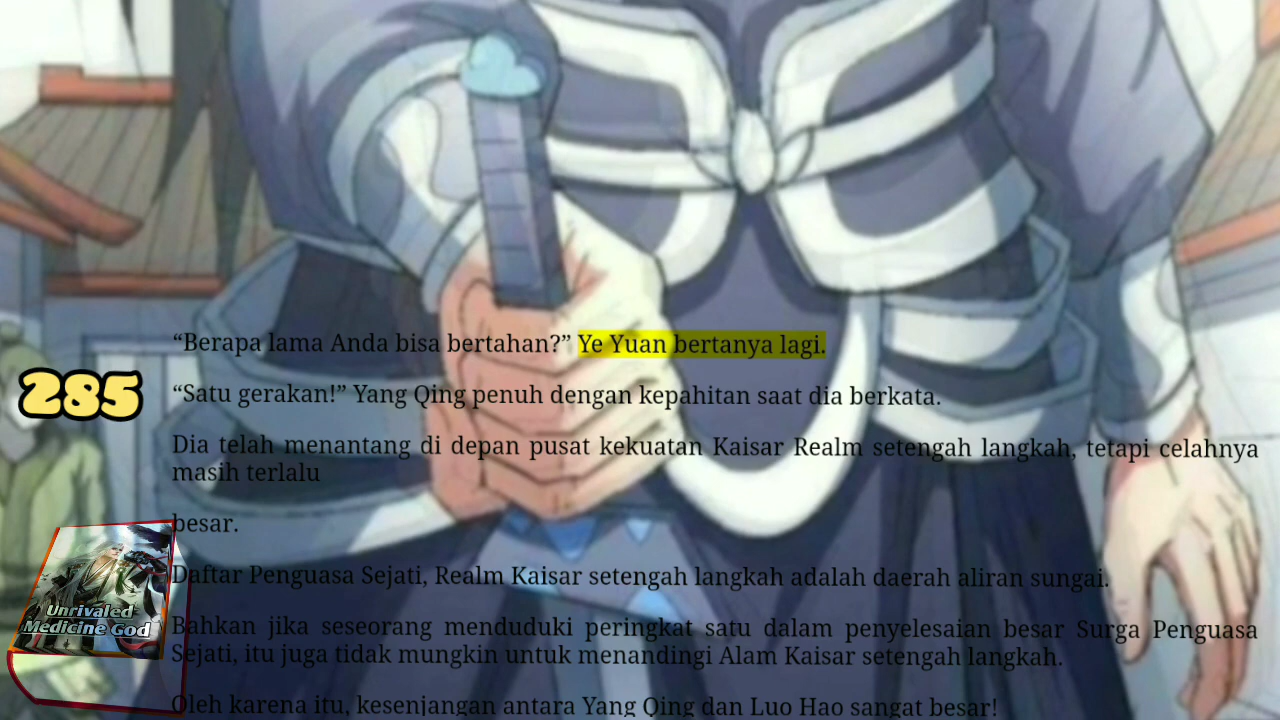 “Berapa lama Anda bisa bertahan?” Ye Yuan bertanya lagi.
285
“Satu gerakan!” Yang Qing penuh dengan kepahitan saat dia berkata.
Dia telah menantang di depan pusat kekuatan Kaisar Realm setengah langkah, tetapi celahnya
masih terlalu
besar.
Daftar Penguasa Sejati, Realm Kaisar setengah langkah adalah daerah aliran sungai.
Unrivaled
Medicine God
Bahkan jika seseorang menduduki peringkat satu dalam penyelesaian besar Surga Penguasa
Sejati, itu juga tidak mungkin untuk menandingi Alam Kaisar setengah langkah.
Oleh karena itu, kesenjangan antara Yang Qing dan Luo Hao sangat besar!